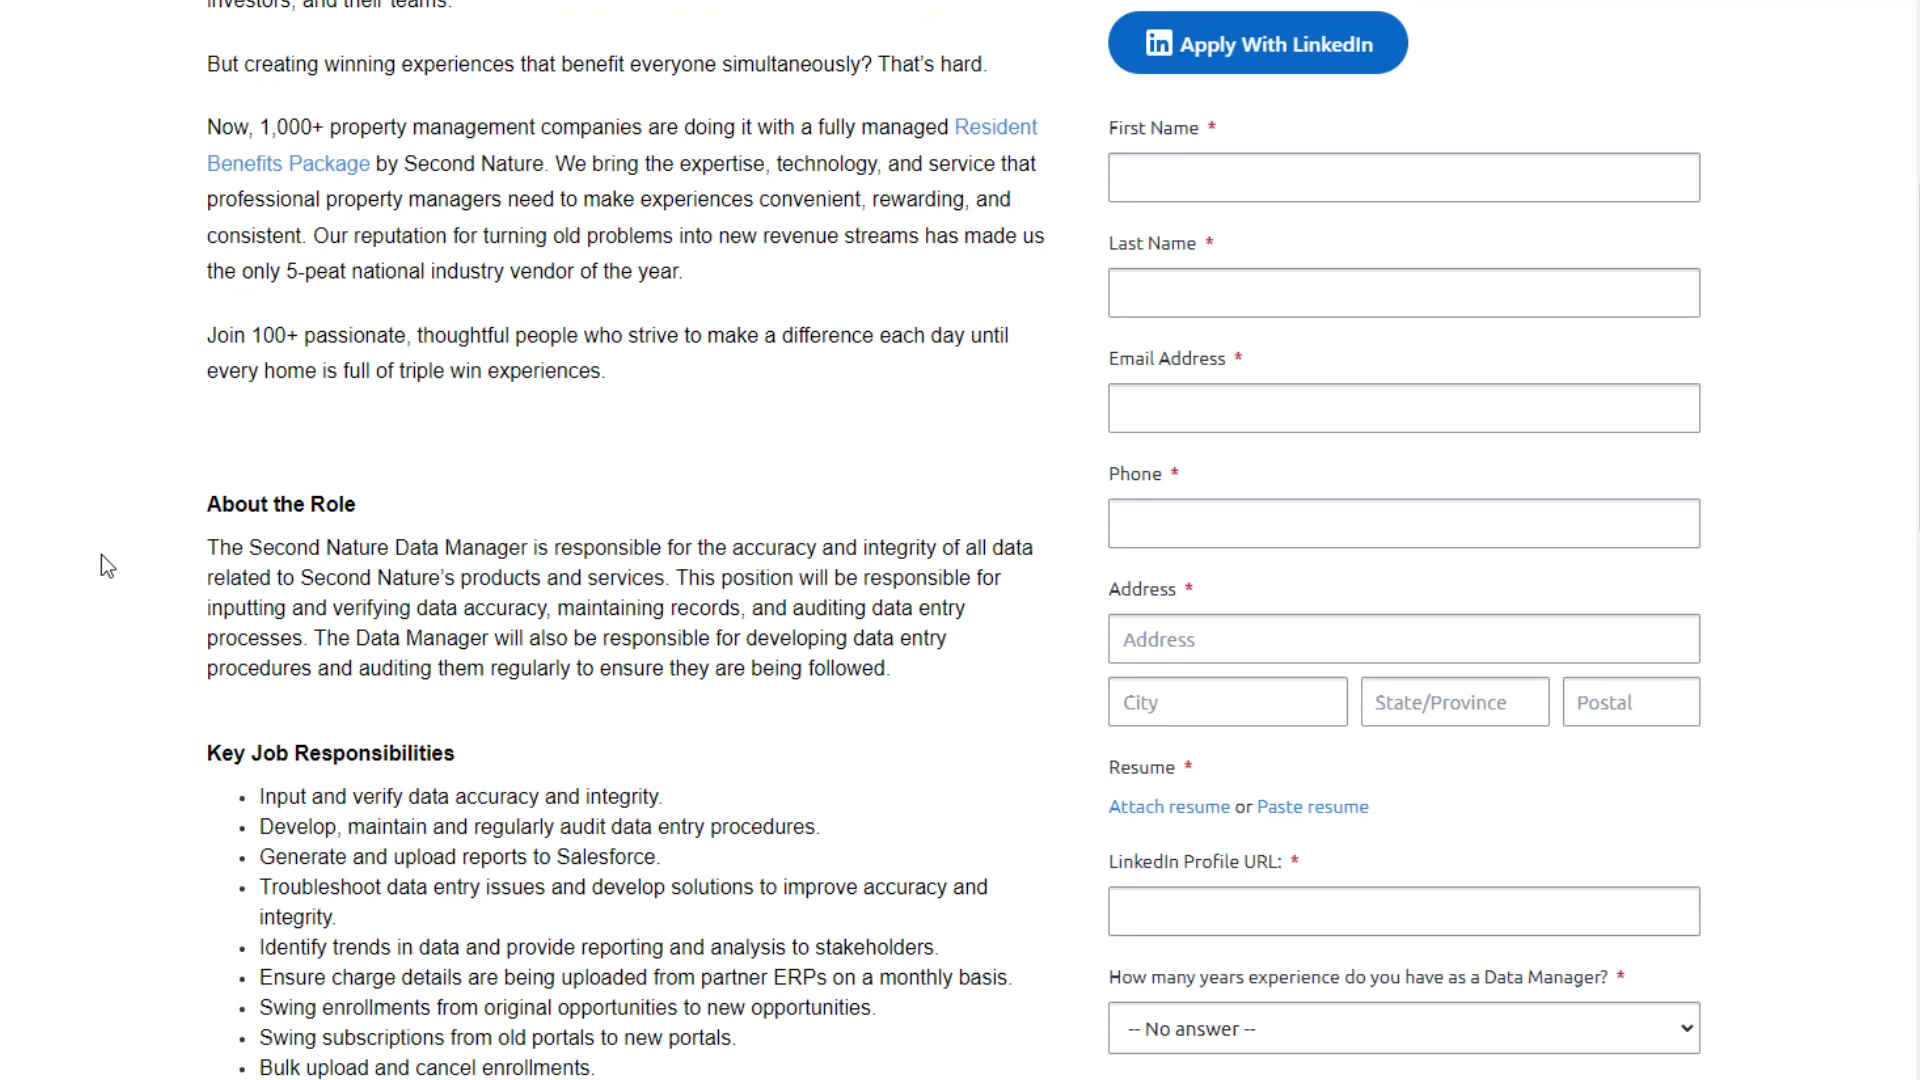 investors, and their teams.
But creating winning experiences that benefit everyone simultaneously? That’s hard.
Now, 1,000+ property management companies are doing it with a fully managed Resident
Benefits Package by Second Nature. We bring the expertise, technology, and service that
professional property managers need to make experiences convenient, rewarding, and
consistent. Our reputation for turning old problems into new revenue streams has made us
the only 5-peat national industry vendor of the year.
Join 100+ passionate, thoughtful people who strive to make a difference each day until
every home is full of triple win experiences.
About the Role
The Second Nature Data Manager is responsible for the accuracy and integrity of all data
related to Second Nature’s products and services. This position will be responsible for
inputting and verifying data accuracy, maintaining records, and auditing data entry
processes. The Data Manager will also be responsible for developing data entry
procedures and auditing them regularly to ensure they are being followed.
Key Job Responsibilities
• Input and verify data accuracy and integrity.
• Develop, maintain and regularly audit data entry procedures.
• Generate and upload reports to Salesforce.
• Troubleshoot data entry issues and develop solutions to improve accuracy and
integrity.
• Identify trends in data and provide reporting and analysis to stakeholders.
• Ensure charge details are being uploaded from partner ERPs on a monthly basis.
• Swing enrollments from original opportunities to new opportunities.
• Swing subscriptions from old portals to new portals.
• Bulk upload and cancel enrollments.
in Apply With LinkedIn
First Name *
Last Name *
Email Address *
Phone *
Address *
Address
City State/Province Postal
Resume *
Attach resume or Paste resume
LinkedIn Profile URL: *
How many years experience do you have as a Data Manager? *
-- No answer --